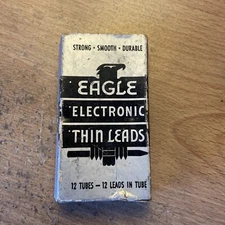 STRONG · SMOOTH · DURABLE
EAGLE
ELECTRONIC
THIN LEADS
12 TUBES — 12 LEADS IN TUBE